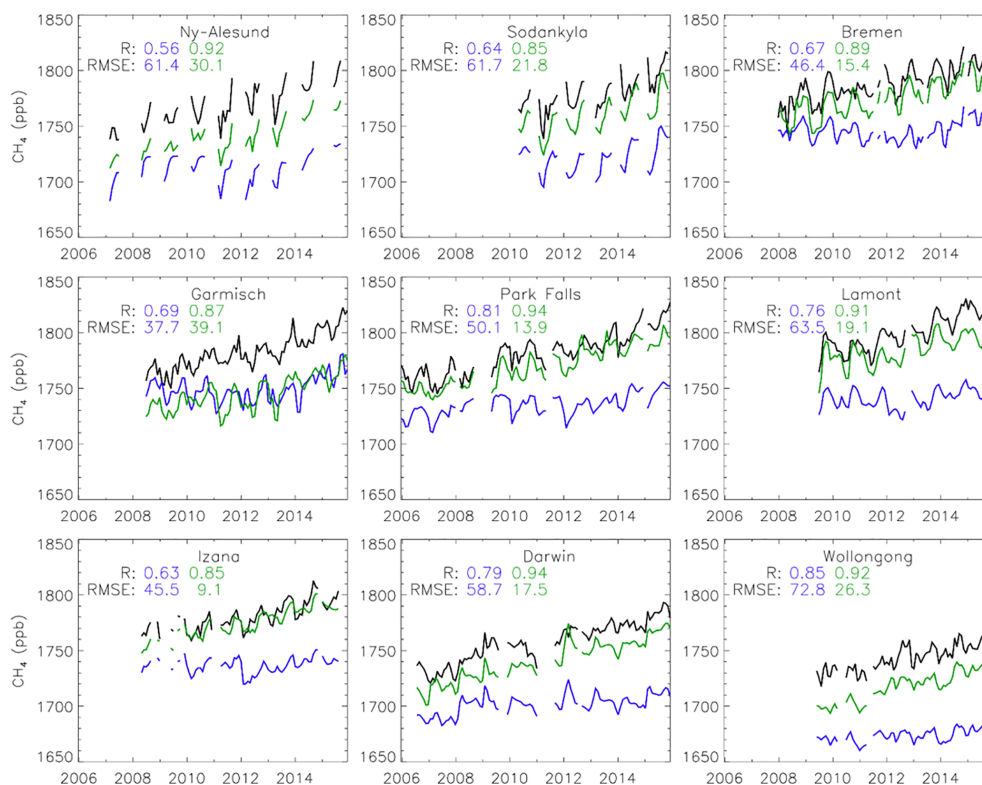 Ny-Alesund
R: 0.56 0.92
RMSE: 61.4 30.1
Sodankyla
R: 0.64 0.85
RMSE: 61.7 21.8
Bremen
R: 0.67 0.89
RMSE: 46.4 15.4
CH4 (ppb)
1850
1800
1750
1700
1650
2006 2008 2010 2012 2014
1850
1800
1750
1700
1650
2006 2008 2010 2012 2014
1850
1800
1750
1700
1650
2006 2008 2010 2012 2014
Garmisch
R: 0.69 0.87
RMSE: 37.7 39.1
Park Falls
R: 0.81 0.94
RMSE: 50.1 13.9
Lamont
R: 0.76 0.91
RMSE: 63.5 19.1
CH4 (ppb)
1850
1800
1750
1700
1650
2006 2008 2010 2012 2014
1850
1800
1750
1700
1650
2006 2008 2010 2012 2014
1850
1800
1750
1700
1650
2006 2008 2010 2012 2014
Izana
R: 0.63 0.85
RMSE: 45.5 9.1
Darwin
R: 0.79 0.94
RMSE: 58.7 17.5
Wollongong
R: 0.85 0.92
RMSE: 72.8 26.3
CH4 (ppb)
1850
1800
1750
1700
1650
2006 2008 2010 2012 2014
1850
1800
1750
1700
1650
2006 2008 2010 2012 2014
1850
1800
1750
1700
1650
2006 2008 2010 2012 2014